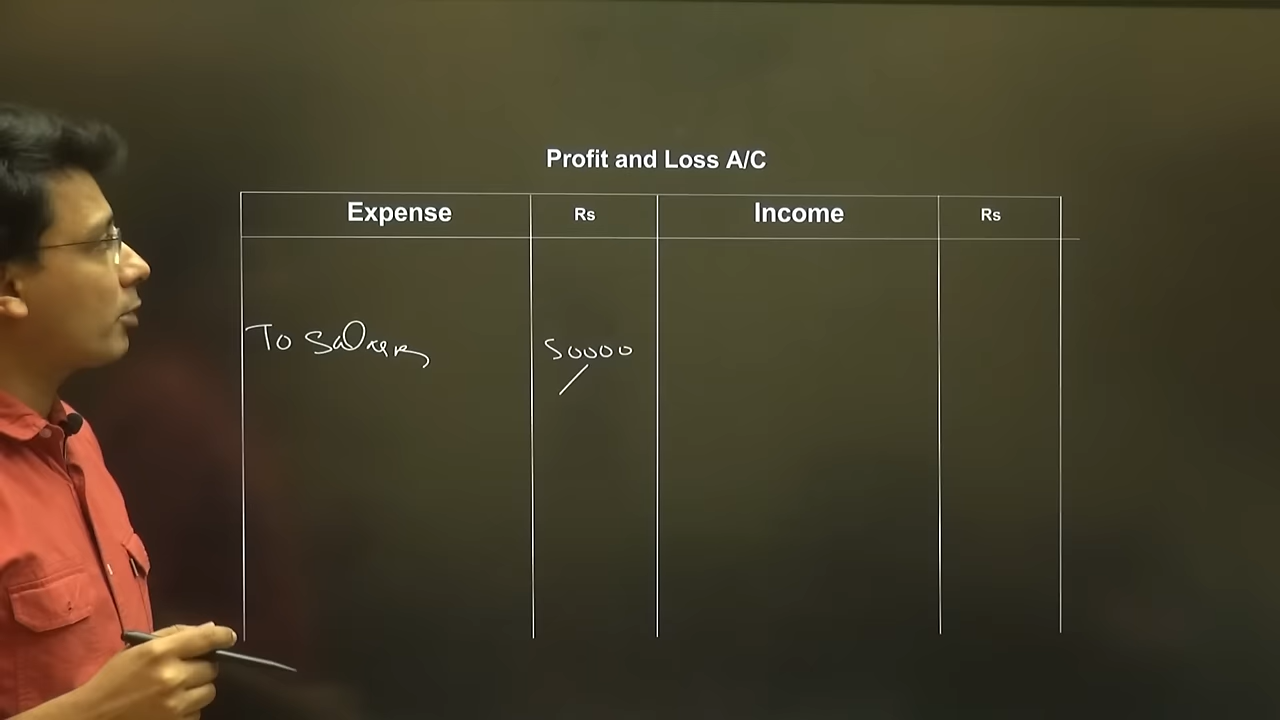 Profit and Loss A/C
Expense Rs Income Rs
To Salary 50000